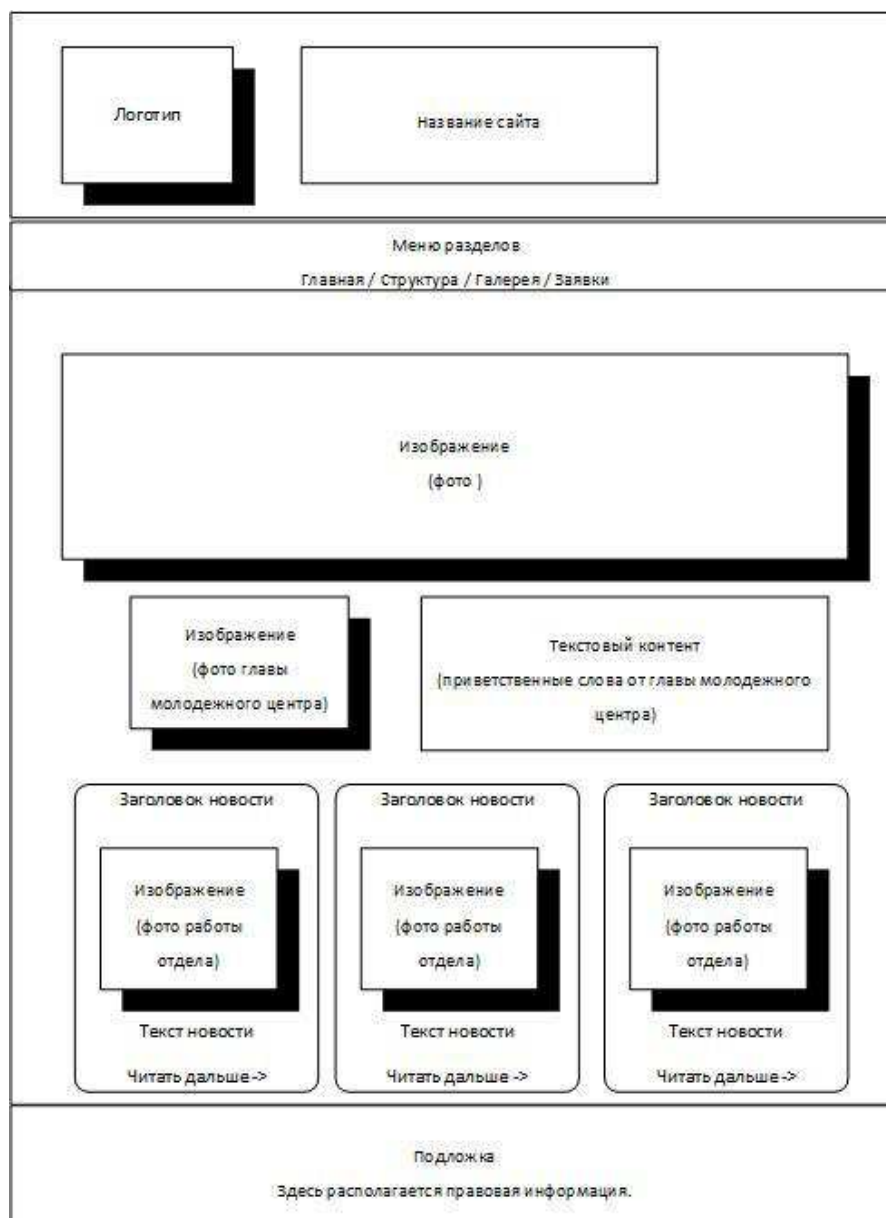 Логотип
Название сайта
Меню разделов
Главная / Структура / Галерея / Заявки
Изображение
(фото )
Изображение
(фото главы
молодежного центра)
Текстовый контент
(приветственные слова от главы молодежного
центра)
Заголовок новости
Изображение
(фото работы
отдела)
Текст новости
Читать дальше ->
Заголовок новости
Изображение
(фото работы
отдела)
Текст новости
Читать дальше ->
Заголовок новости
Изображение
(фото работы
отдела)
Текст новости
Читать дальше ->
Подложка
Здесь располагается правовая информация.